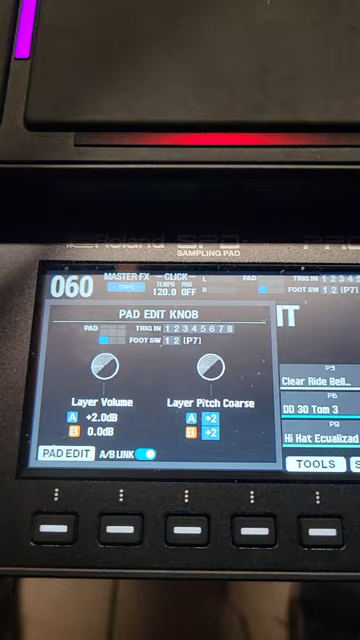 Roland SPD PRO
SAMPLING PAD
060 MASTER FX –CLICK– L PAD TRIG IN 1 2 3 4 5
TEMPO PAD
120.0 OFF R FOOT SW 1 2 [P7]
PAD EDIT KNOB
IT
PAD TRIG IN 1 2 3 4 5 6 7 8
FOOT SW 1 2 [P7]
Layer Volume Layer Pitch Coarse
A +2.0dB A +2
B 0.0dB B +2
PAD EDIT A/B LINK
P3
Clear Ride Bell...
P6
DD 30 Tom 3
P9
Hi Hat Ecualizad
TOOLS S